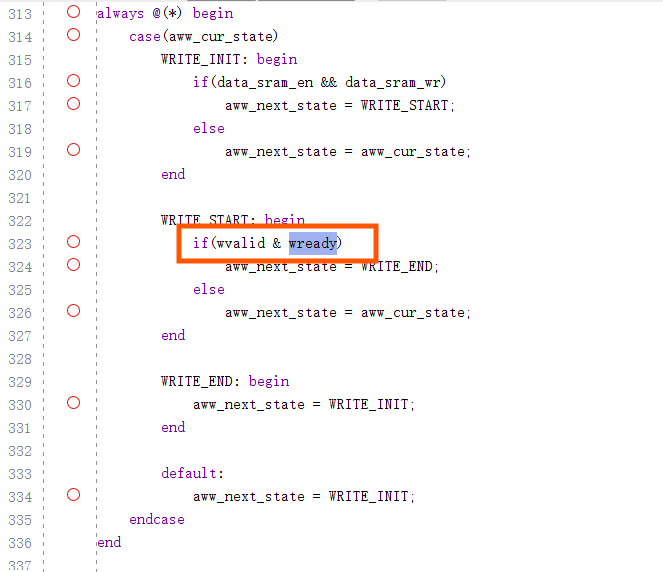 313 always @(*) begin
314 case(aww_cur_state)
315 WRITE_INIT: begin
316 if(data_sram_en && data_sram_wr)
317 aww_next_state = WRITE_START;
318 else
319 aww_next_state = aww_cur_state;
320 end
321
322 WRITE_START: begin
323 if(wvalid & wready)
324 aww_next_state = WRITE_END;
325 else
326 aww_next_state = aww_cur_state;
327 end
328
329 WRITE_END: begin
330 aww_next_state = WRITE_INIT;
331 end
332
333 default:
334 aww_next_state = WRITE_INIT;
335 endcase
336 end
337